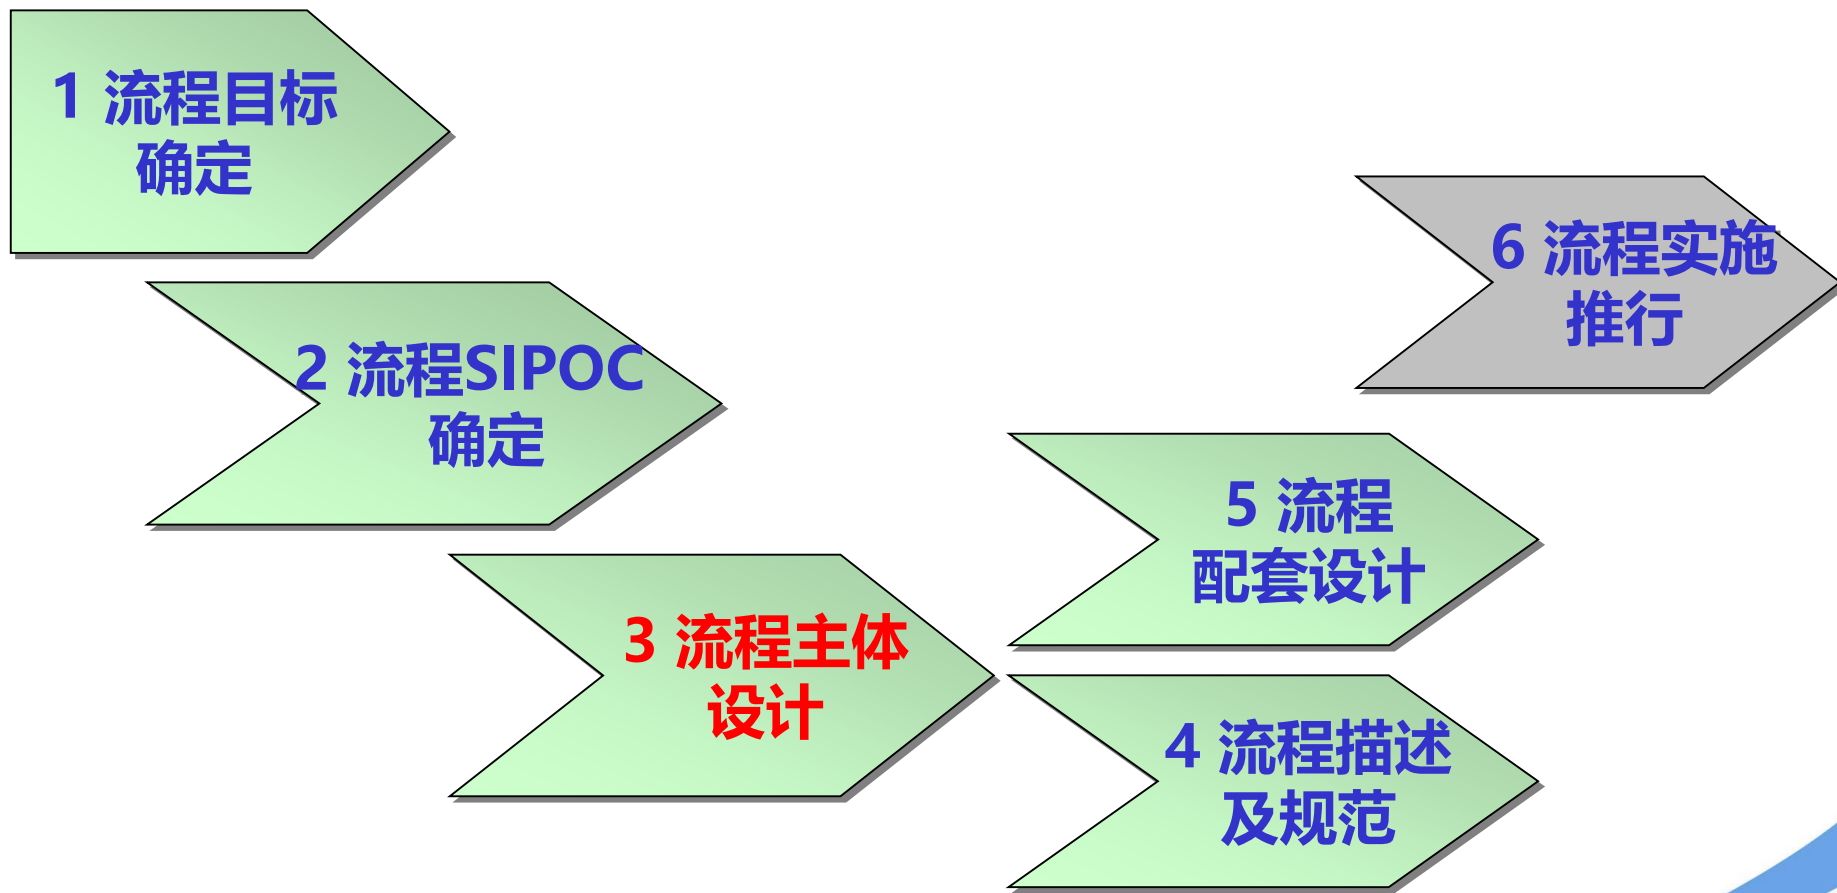 1 流程目标
确定
2 流程SIPOC
确定
3 流程主体
设计
4 流程描述
及规范
5 流程
配套设计
6 流程实施
推行